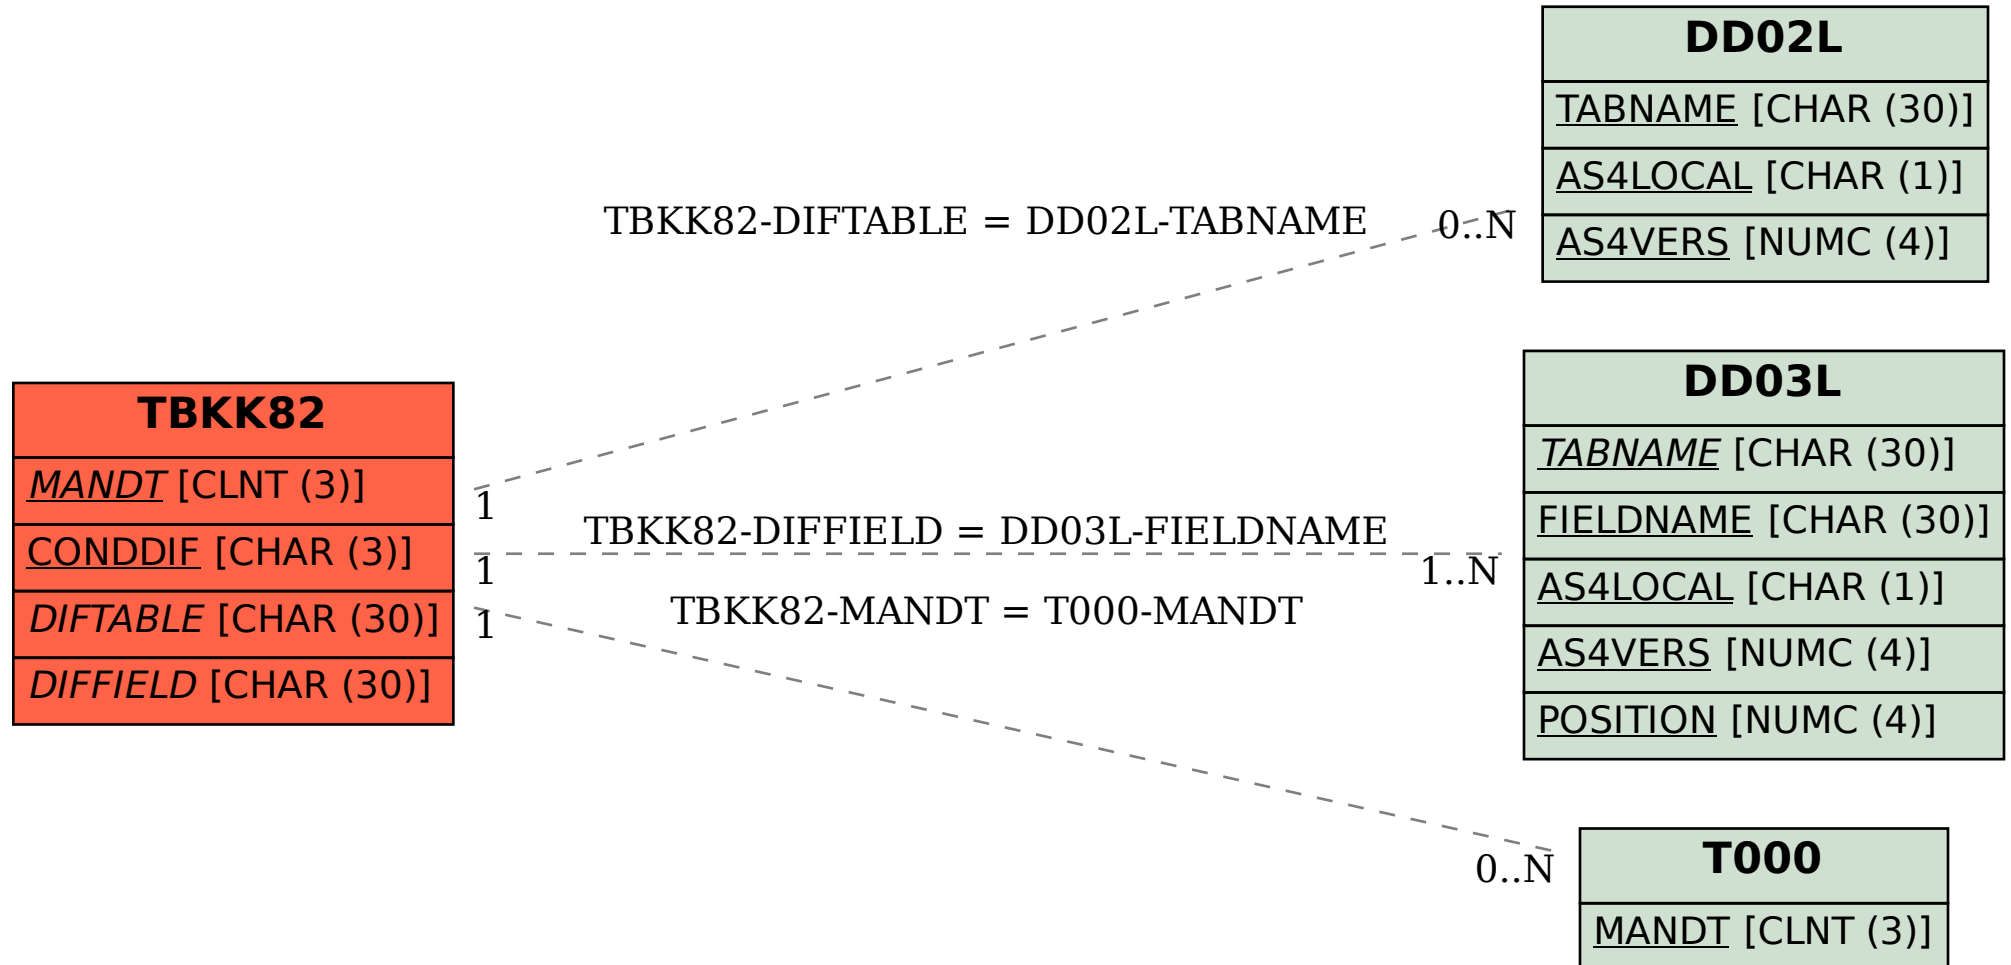 DD02L
TABNAME [CHAR (30)]
AS4LOCAL [CHAR (1)]
AS4VERS [NUMC (4)]
TBKK82-DIFTABLE = DD02L-TABNAME
0..N
TBKK82
MANDT [CLNT (3)]
CONDDIF [CHAR (3)]
DIFTABLE [CHAR (30)]
DIFFIELD [CHAR (30)]
1
TBKK82-DIFFIELD = DD03L-FIELDNAME
1
1..N
TBKK82-MANDT = T000-MANDT
1
0..N
DD03L
TABNAME [CHAR (30)]
FIELDNAME [CHAR (30)]
AS4LOCAL [CHAR (1)]
AS4VERS [NUMC (4)]
POSITION [NUMC (4)]
T000
MANDT [CLNT (3)]